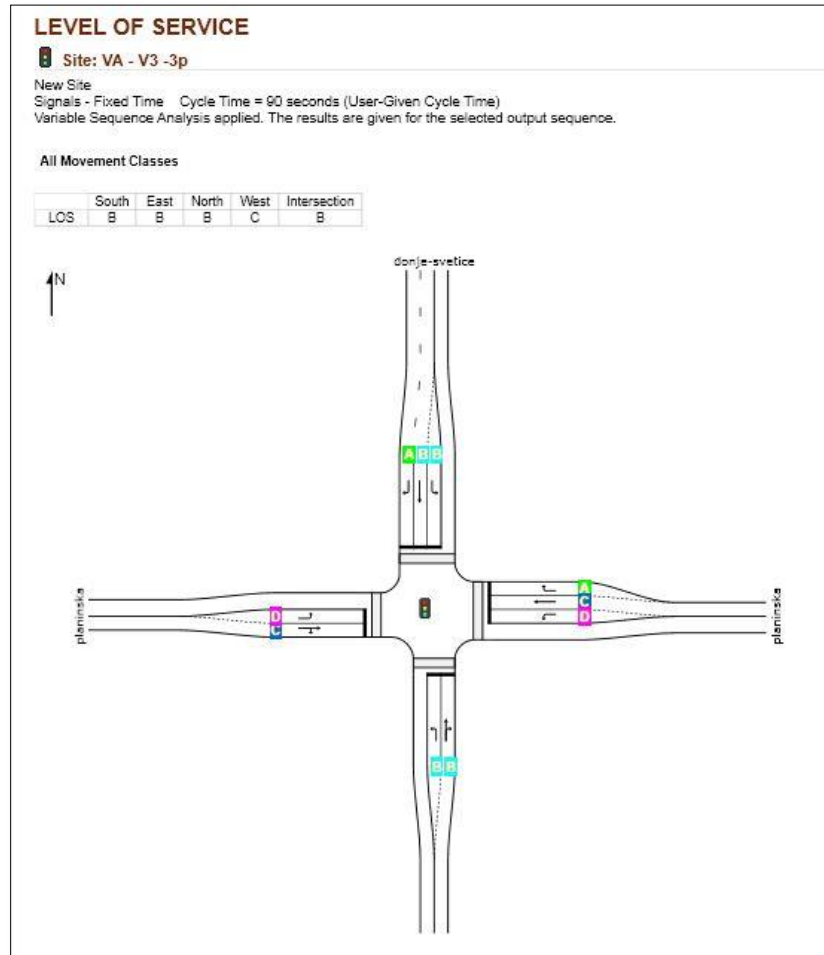 LEVEL OF SERVICE
Site: VA - V3 -3p
New Site
Signals - Fixed Time Cycle Time = 90 seconds (User-Given Cycle Time)
Variable Sequence Analysis applied. The results are given for the selected output sequence.
All Movement Classes
South East North West Intersection
LOS B B B C B
donje-svetice
N
A B B
planinska
D
C
A
C
D
planinska
B B